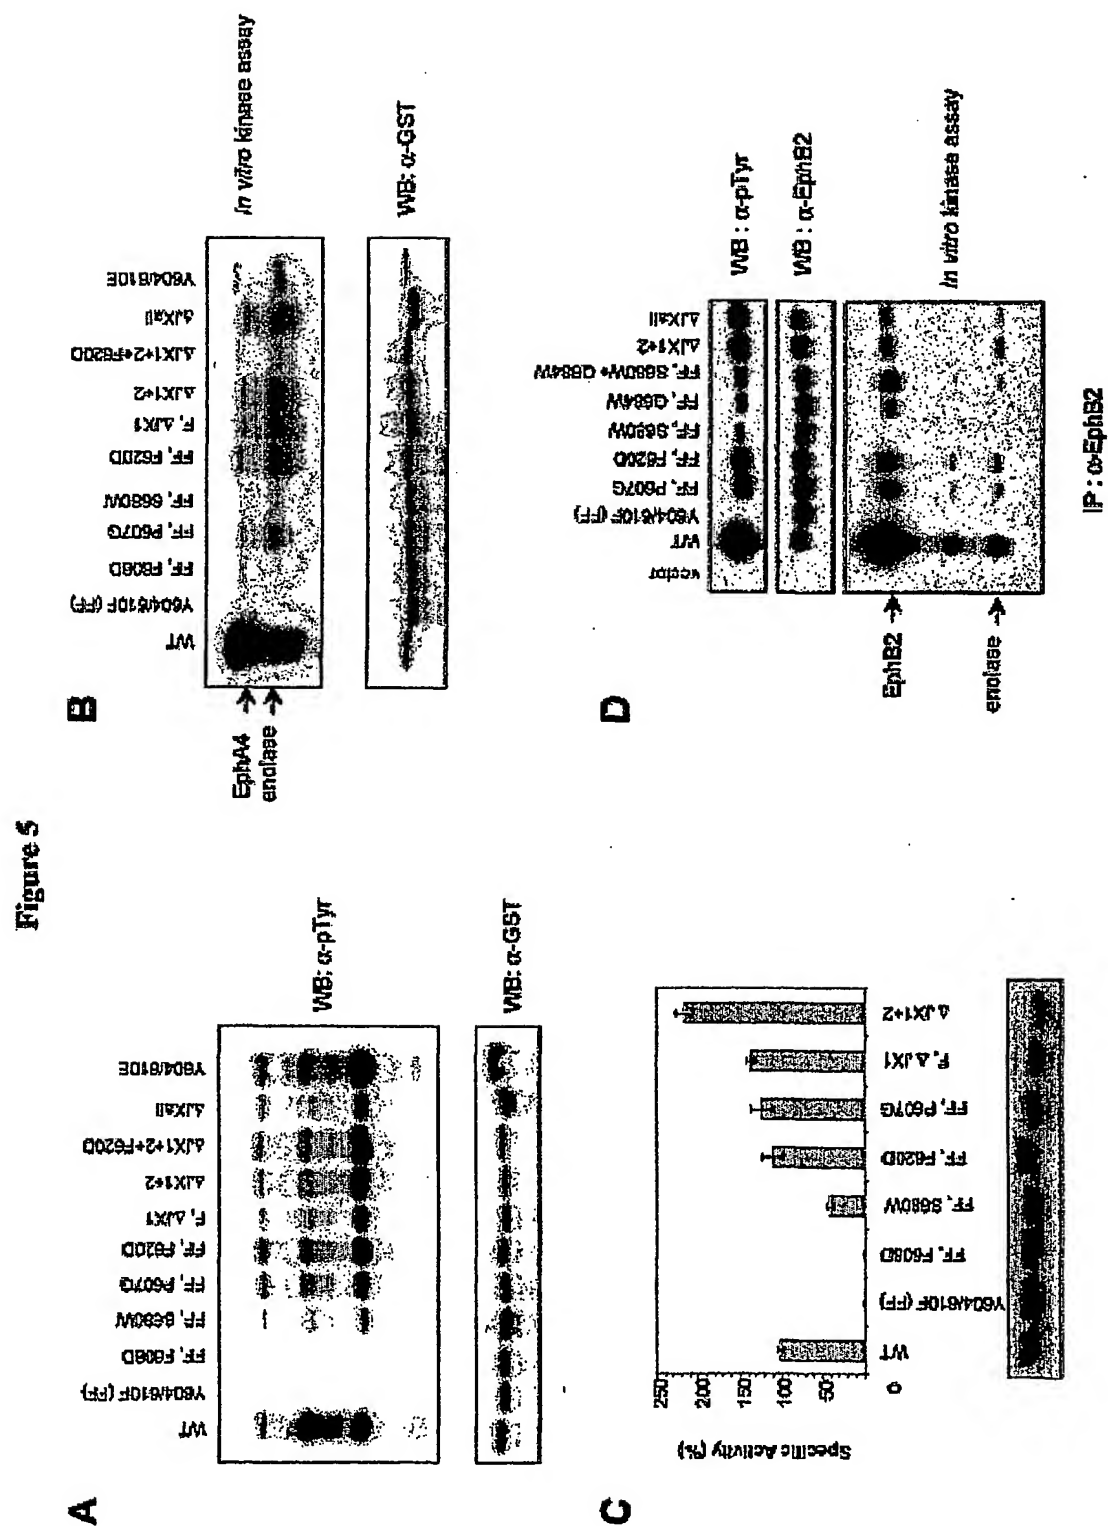 Figure 5
A
WT
Y604/610F (FF)
FF, F608D
FF, S680W
FF, P607G
FF, F620D
F, ΔJX1
ΔJX1+2
ΔJX1+2+F620D
ΔJXall
Y604/610E
WB: α-pTyr
WB: α-GST
B
WT
Y604/610F (FF)
FF, F608D
FF, P607G
FF, S680W
FF, F620D
F, ΔJX1
ΔJX1+2
ΔJX1+2+F620D
ΔJXall
Y604/610E
EphA4
enolase
In vitro kinase assay
WB: α-GST
C
Specific Activity (%)
250
200
150
100
50
0
WT
Y604/610F (FF)
FF, F608D
FF, S680W
FF, F620D
FF, P607G
F, ΔJX1
ΔJX1+2
D
vector
WT
Y604/610F (FF)
FF, P607G
FF, F620D
FF, S680W
FF, Q684W
FF, S680W+Q684W
ΔJX1+2
ΔJXall
WB : α-pTyr
WB : α-EphB2
EphB2
enolase
In vitro kinase assay
IP : α-EphB2